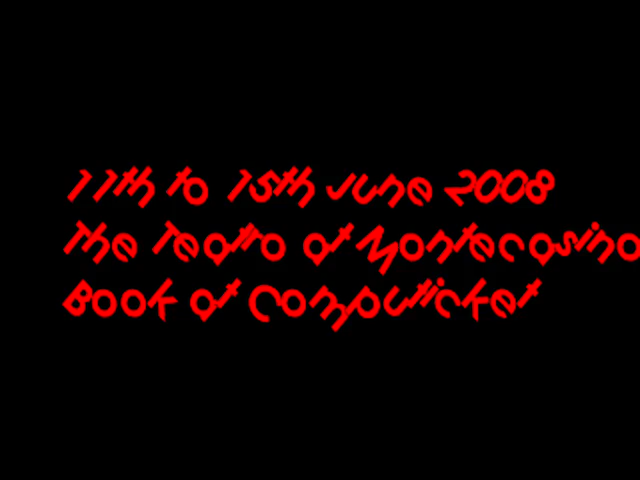 11th to 15th June 2008
The Teatro at Montecasino
Book at Computicket